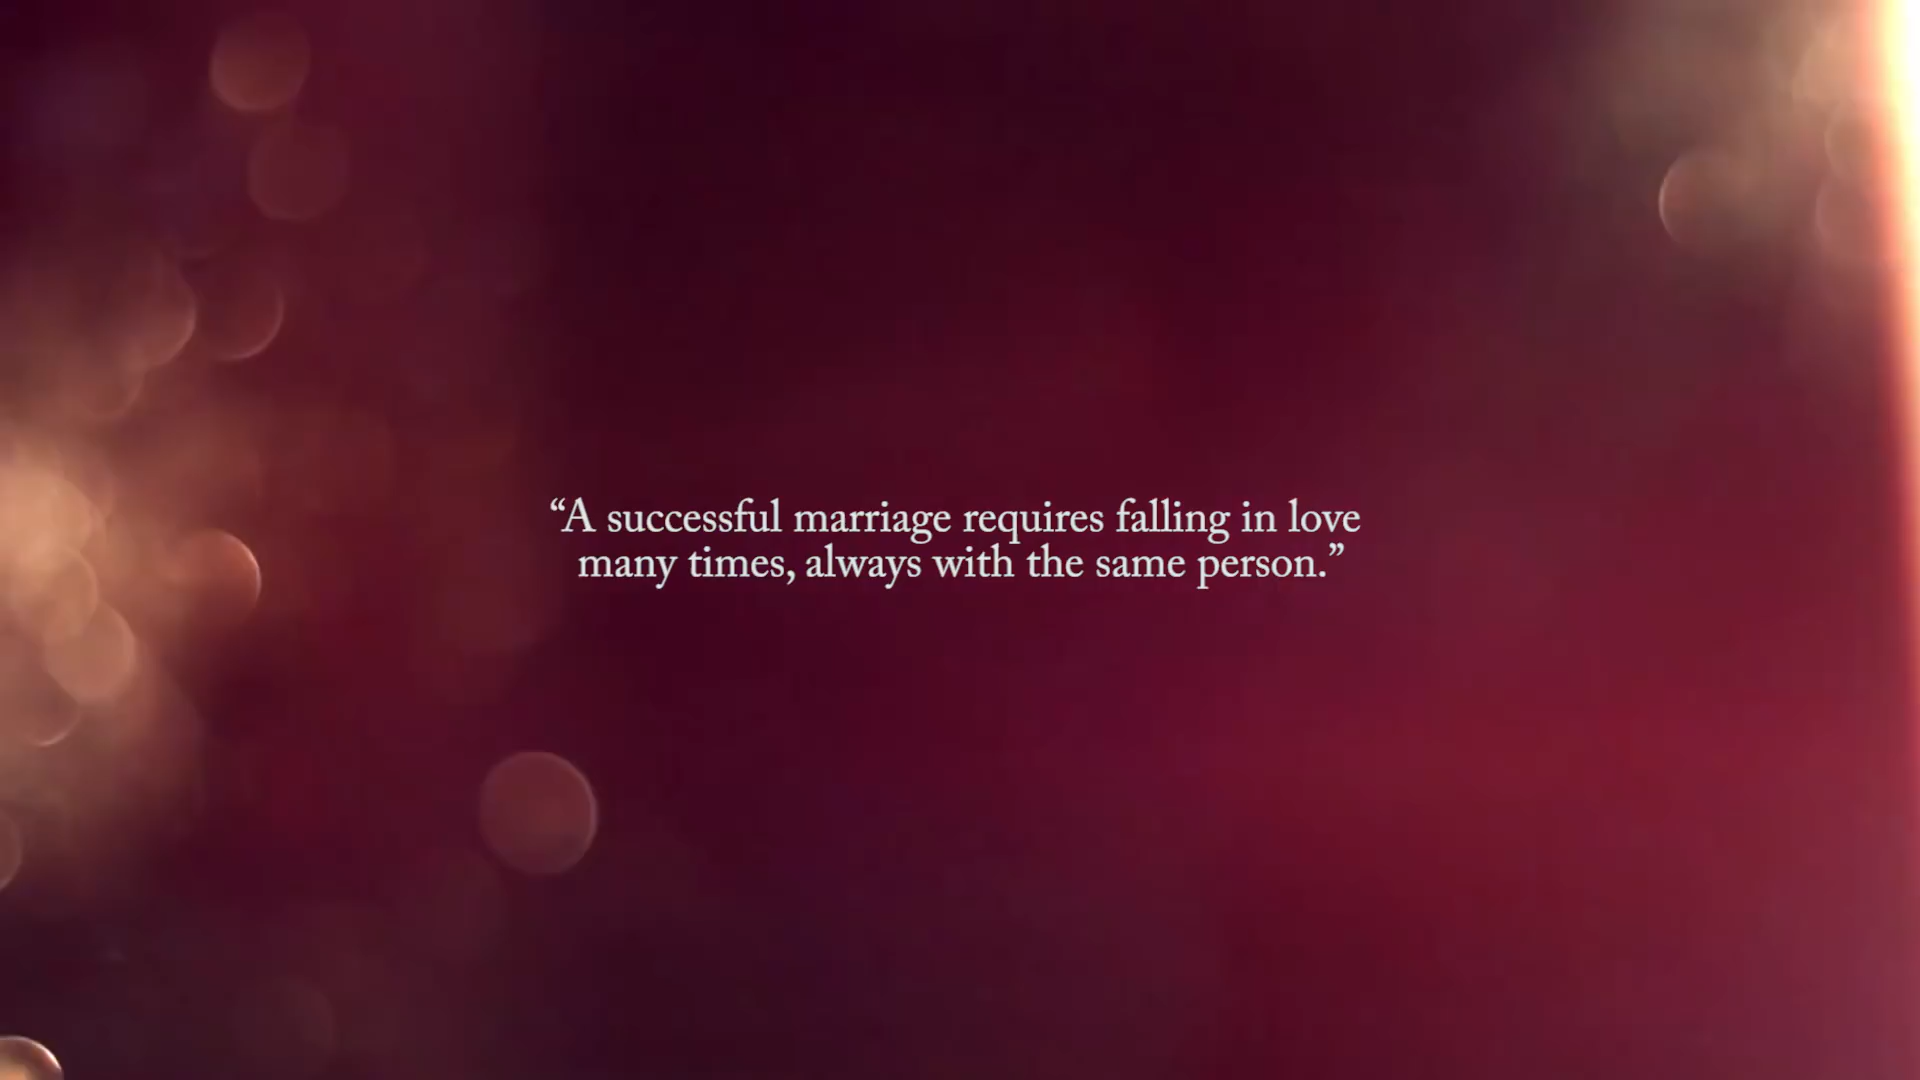 “A successful marriage requires falling in love
many times, always with the same person.”